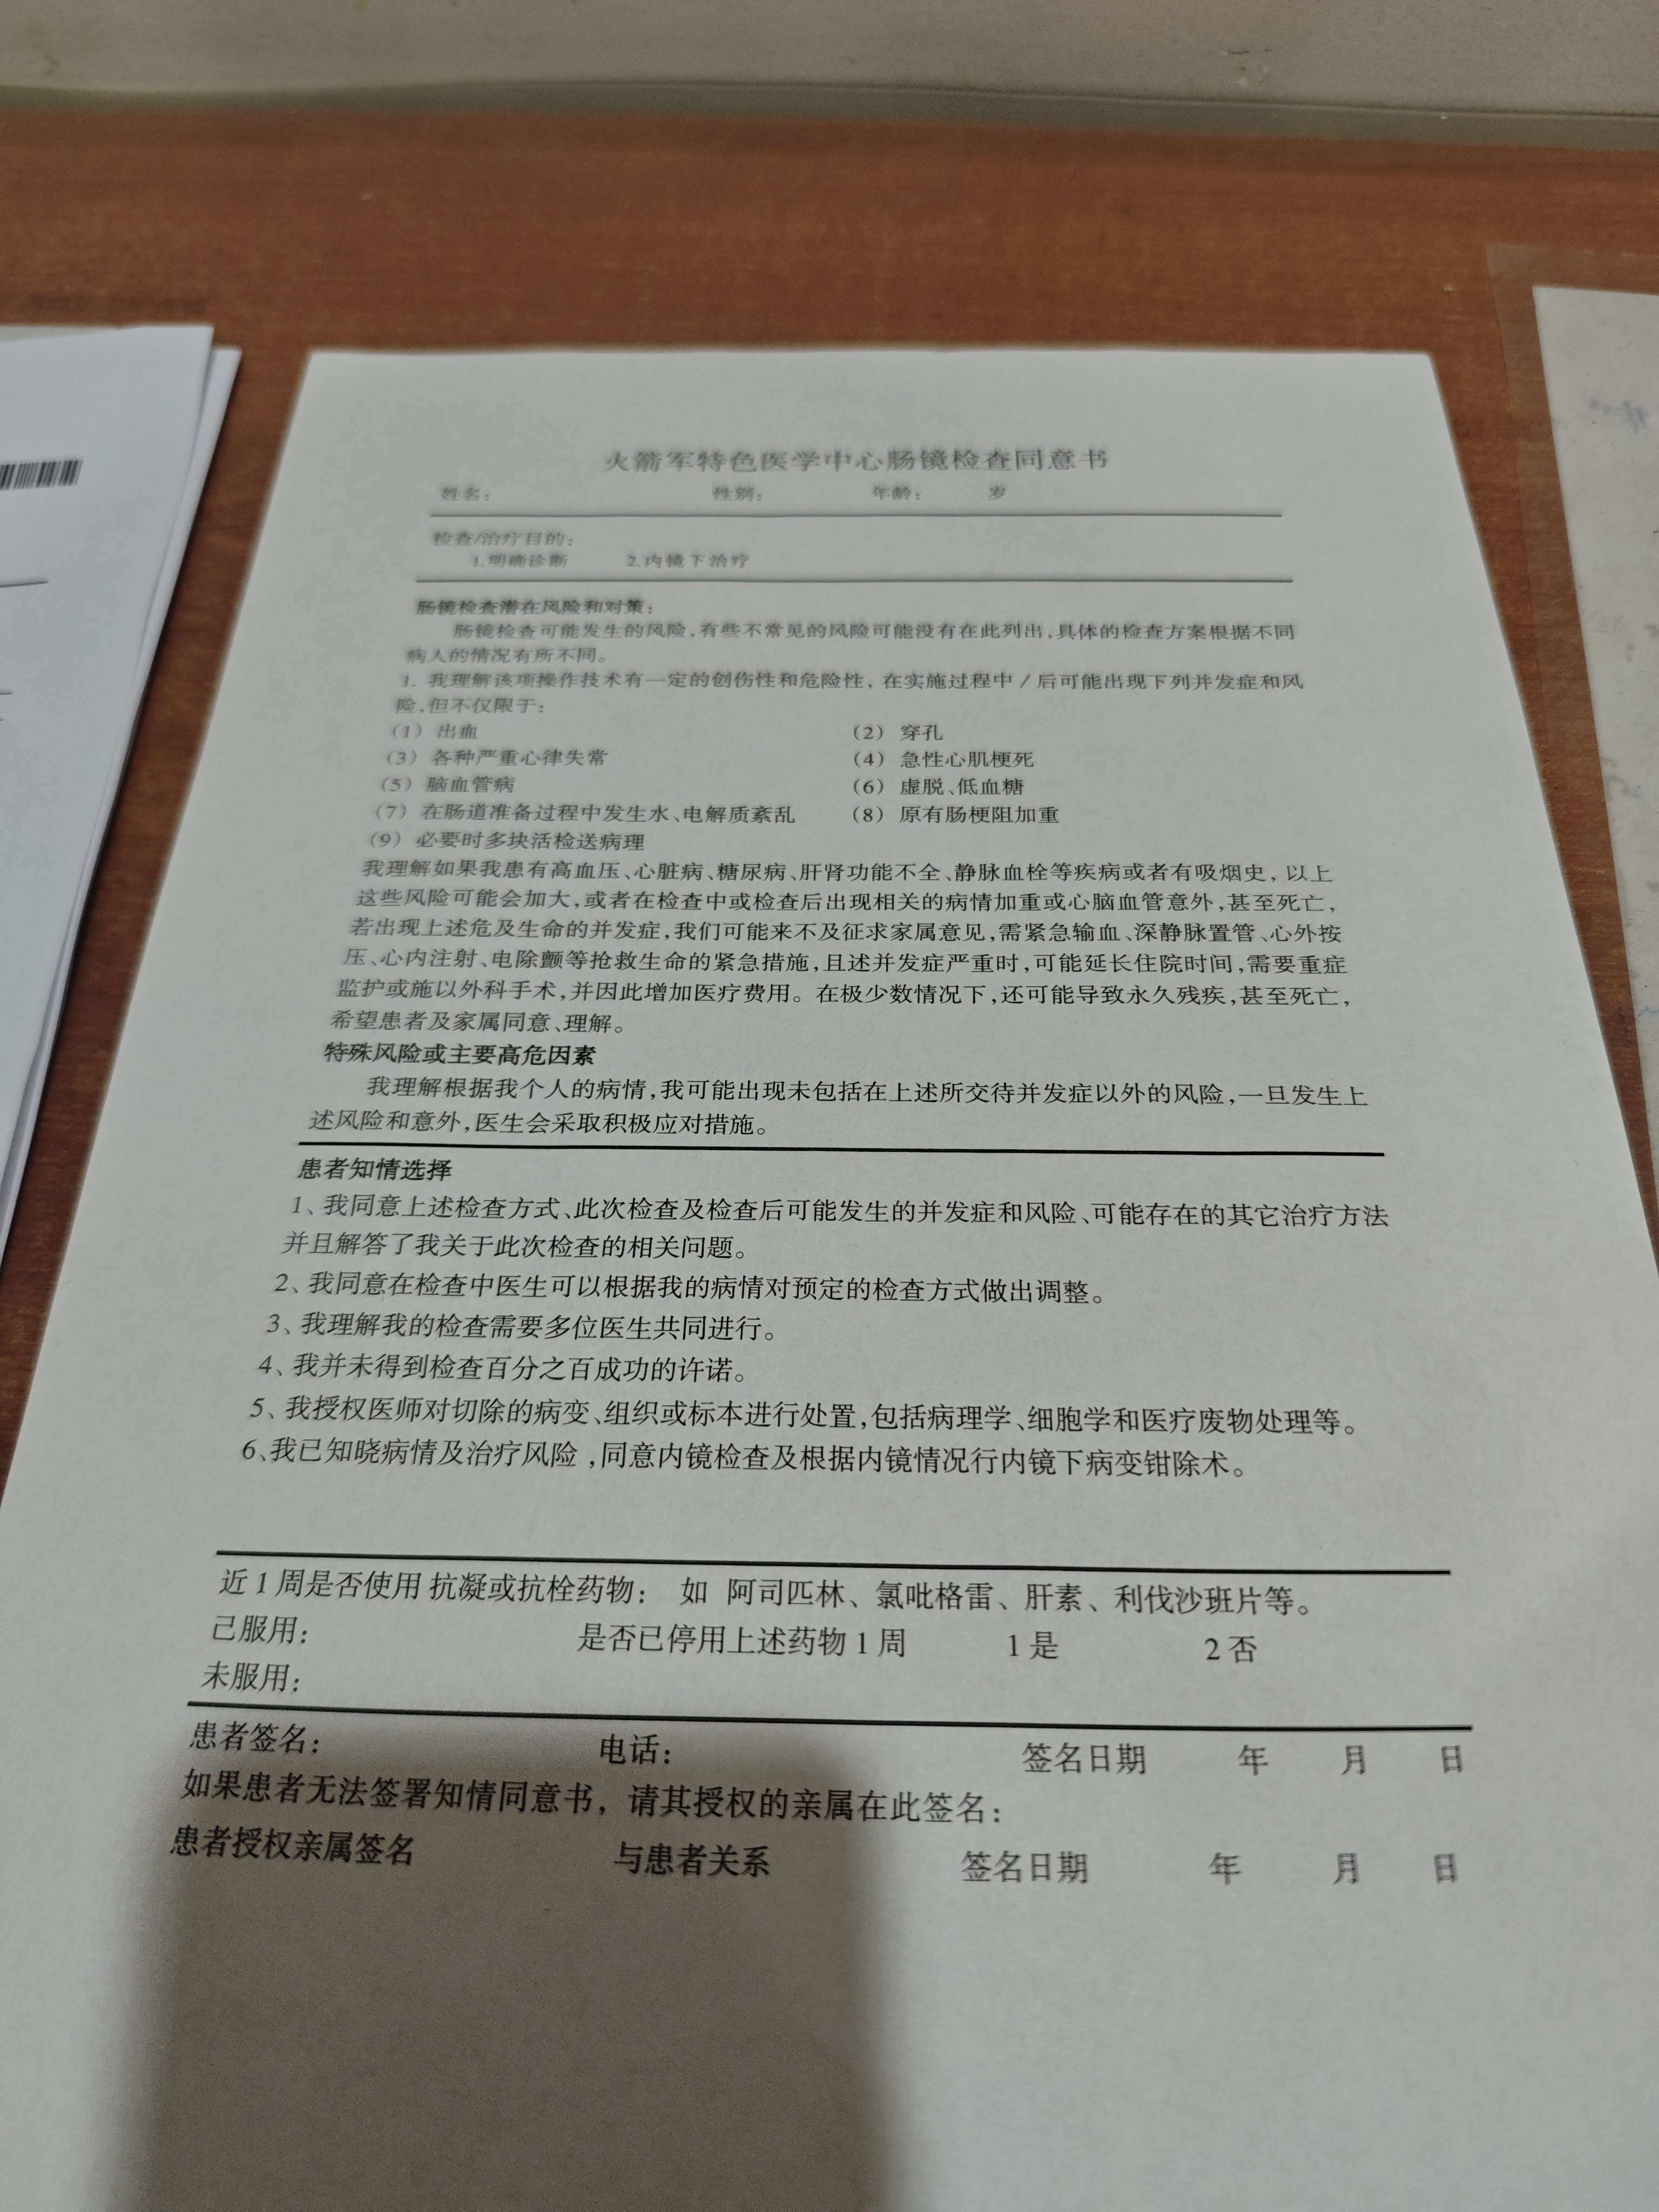 火箭军特色医学中心肠镜检查同意书
姓名： 性别： 年龄： 岁
检查/治疗目的：
1.明确诊断 2.内镜下治疗
肠镜检查潜在风险和对策：
肠镜检查可能发生的风险，有些不常见的风险可能没有在此列出，具体的检查方案根据不同
病人的情况有所不同。
1. 我理解该项操作技术有一定的创伤性和危险性，在实施过程中/后可能出现下列并发症和风
险，但不仅限于：
（1）出血 （2）穿孔
（3）各种严重心律失常 （4）急性心肌梗死
（5）脑血管病 （6）虚脱、低血糖
（7）在肠道准备过程中发生水、电解质紊乱 （8）原有肠梗阻加重
（9）必要时多块活检送病理
我理解如果我患有高血压、心脏病、糖尿病、肝肾功能不全、静脉血栓等疾病或者有吸烟史，以上
这些风险可能会加大，或者在检查中或检查后出现相关的病情加重或心脑血管意外，甚至死亡，
若出现上述危及生命的并发症，我们可能来不及征求家属意见，需紧急输血、深静脉置管、心外按
压、心内注射、电除颤等抢救生命的紧急措施，且述并发症严重时，可能延长住院时间，需要重症
监护或施以外科手术，并因此增加医疗费用。在极少数情况下，还可能导致永久残疾，甚至死亡，
希望患者及家属同意、理解。
特殊风险或主要高危因素
我理解根据我个人的病情，我可能出现未包括在上述所交待并发症以外的风险，一旦发生上
述风险和意外，医生会采取积极应对措施。
患者知情选择
1、我同意上述检查方式、此次检查及检查后可能发生的并发症和风险、可能存在的其它治疗方法
并且解答了我关于此次检查的相关问题。
2、我同意在检查中医生可以根据我的病情对预定的检查方式做出调整。
3、我理解我的检查需要多位医生共同进行。
4、我并未得到检查百分之百成功的许诺。
5、我授权医师对切除的病变、组织或标本进行处置，包括病理学、细胞学和医疗废物处理等。
6、我已知晓病情及治疗风险，同意内镜检查及根据内镜情况行内镜下病变钳除术。
近1周是否使用 抗凝或抗栓药物： 如 阿司匹林、氯吡格雷、肝素、利伐沙班片等。
己服用： 是否已停用上述药物1周 1是 2否
未服用：
患者签名： 电话： 签名日期 年 月 日
如果患者无法签署知情同意书，请其授权的亲属在此签名：
患者授权亲属签名 与患者关系 签名日期 年 月 日